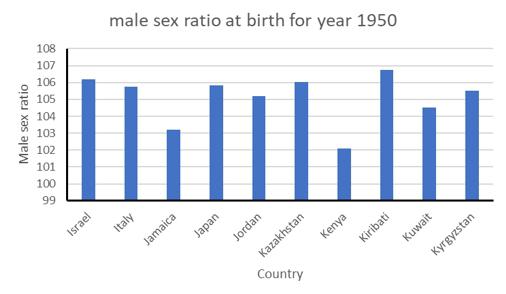 male sex ratio at birth for year 1950
108
107
106
105
104
103
102
101
100
99
Male sex ratio
Israel
Italy
Jamaica
Japan
Jordan
Kazakhstan
Kenya
Kiribati
Kuwait
Kyrgyzstan
Country